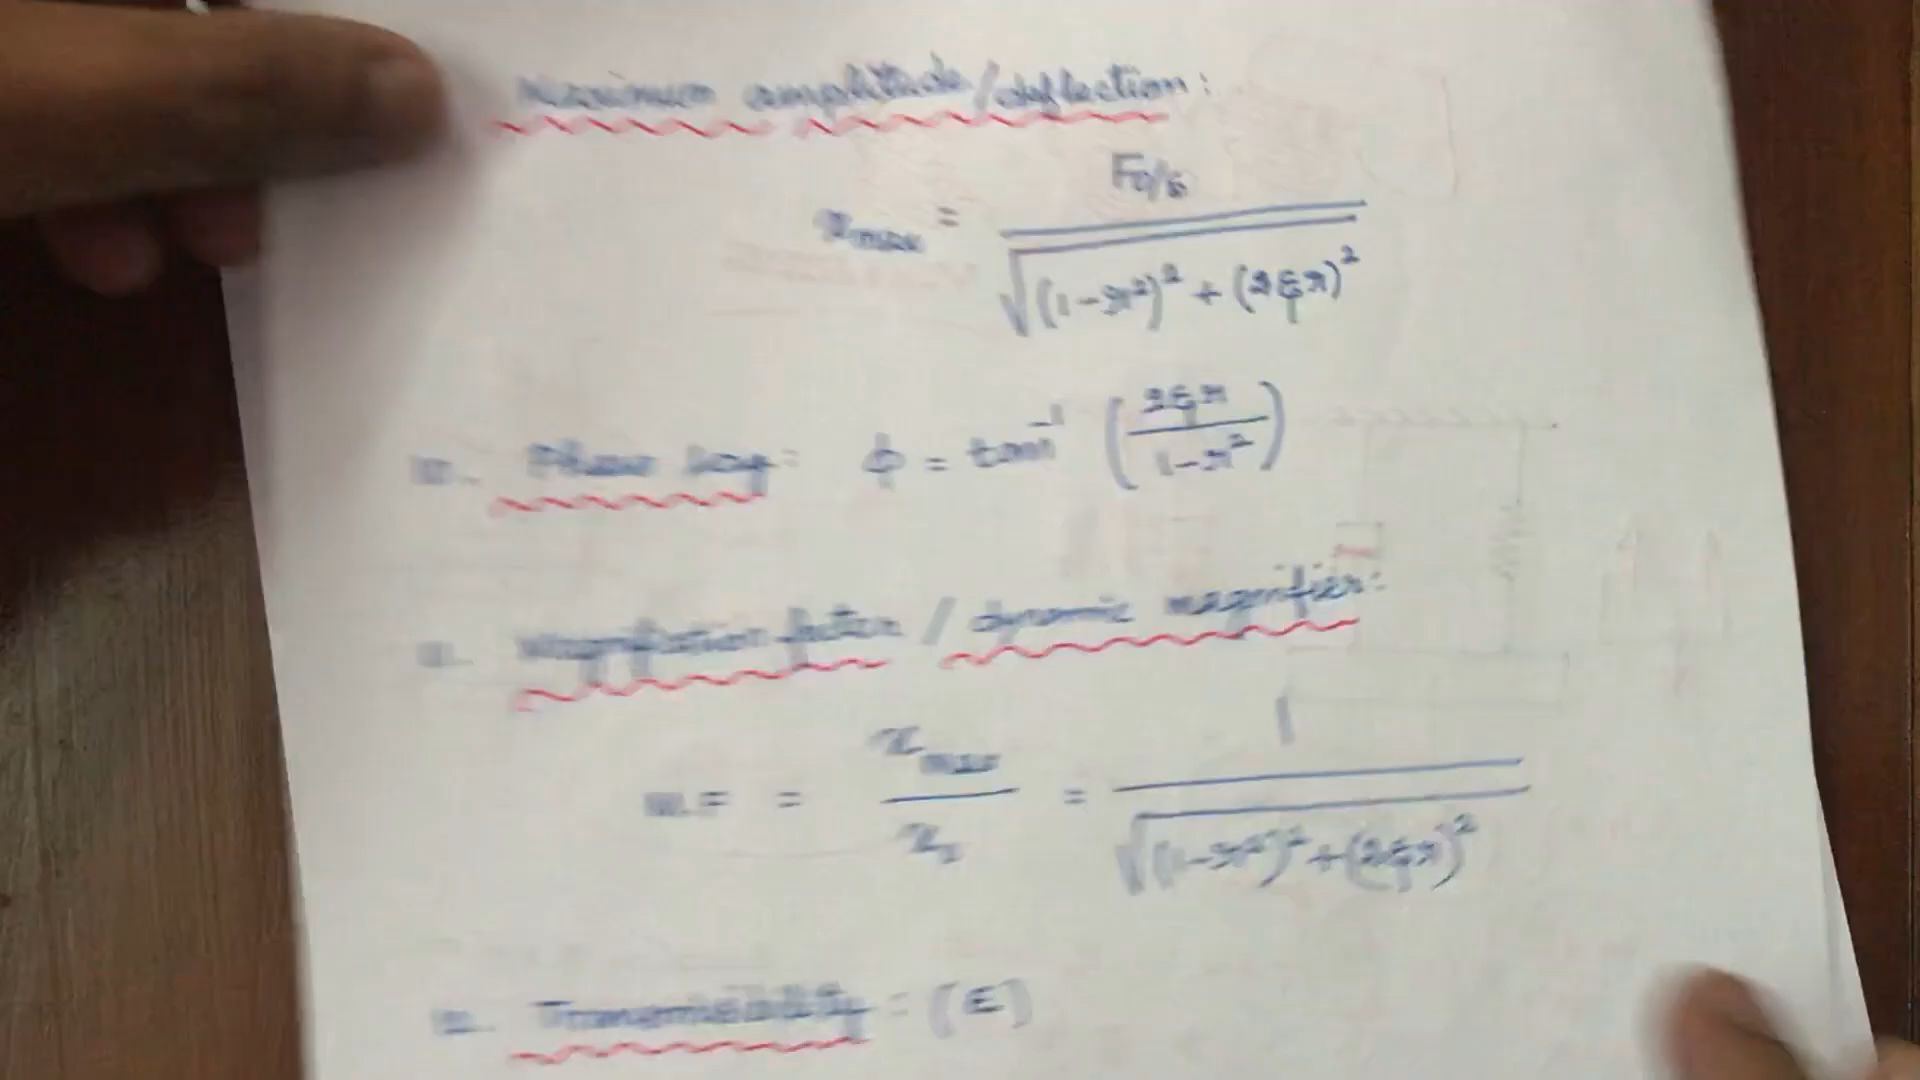 Maximum amplitude/deflection:
x_max = F₀/s / √((1-r²)² + (2ξr)²)
Phase lag: φ = tan⁻¹ (2ξr / 1-r²)
Magnification factor / dynamic magnifier:
M.F = x_max / x_s = 1 / √((1-r²)² + (2ξr)²)
Transmissibility: (ε)